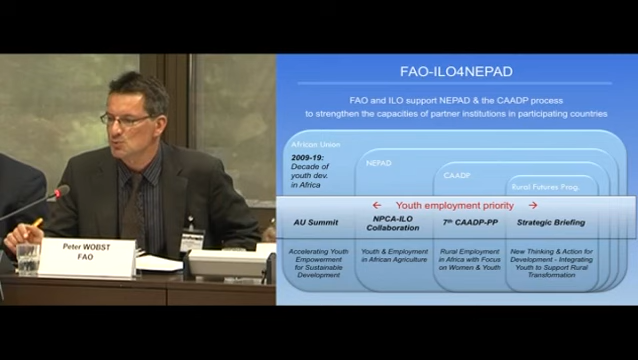 FAO-ILO4NEPAD
FAO and ILO support NEPAD & the CAADP process
to strengthen the capacities of partner institutions in participating countries
African Union
2009-19:
Decade of
youth dev.
in Africa
NEPAD
CAADP
Rural Futures Prog.
← Youth employment priority →
AU Summit
NPCA-ILO
Collaboration
7th CAADP-PP
Strategic Briefing
Accelerating Youth
Empowerment for
Sustainable
Development
Youth & Employment
in African Agriculture
Rural Employment
in Africa with Focus
on Women & Youth
New Thinking & Action for
Development - Integrating
Youth to Support Rural
Transformation
Peter WOBST
FAO